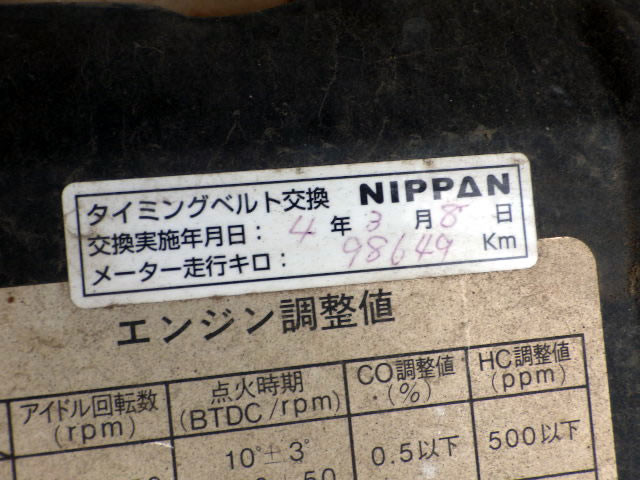 タイミングベルト交換 NIPPAN
交換実施年月日： 4 年 3 月 8 日
メーター走行キロ： 98649 Km
エンジン調整値
アイドル回転数 点火時期 CO調整値 HC調整値
(rpm) (BTDC/rpm) (%) (ppm)
10°±3° 0.5以下 500以下
50